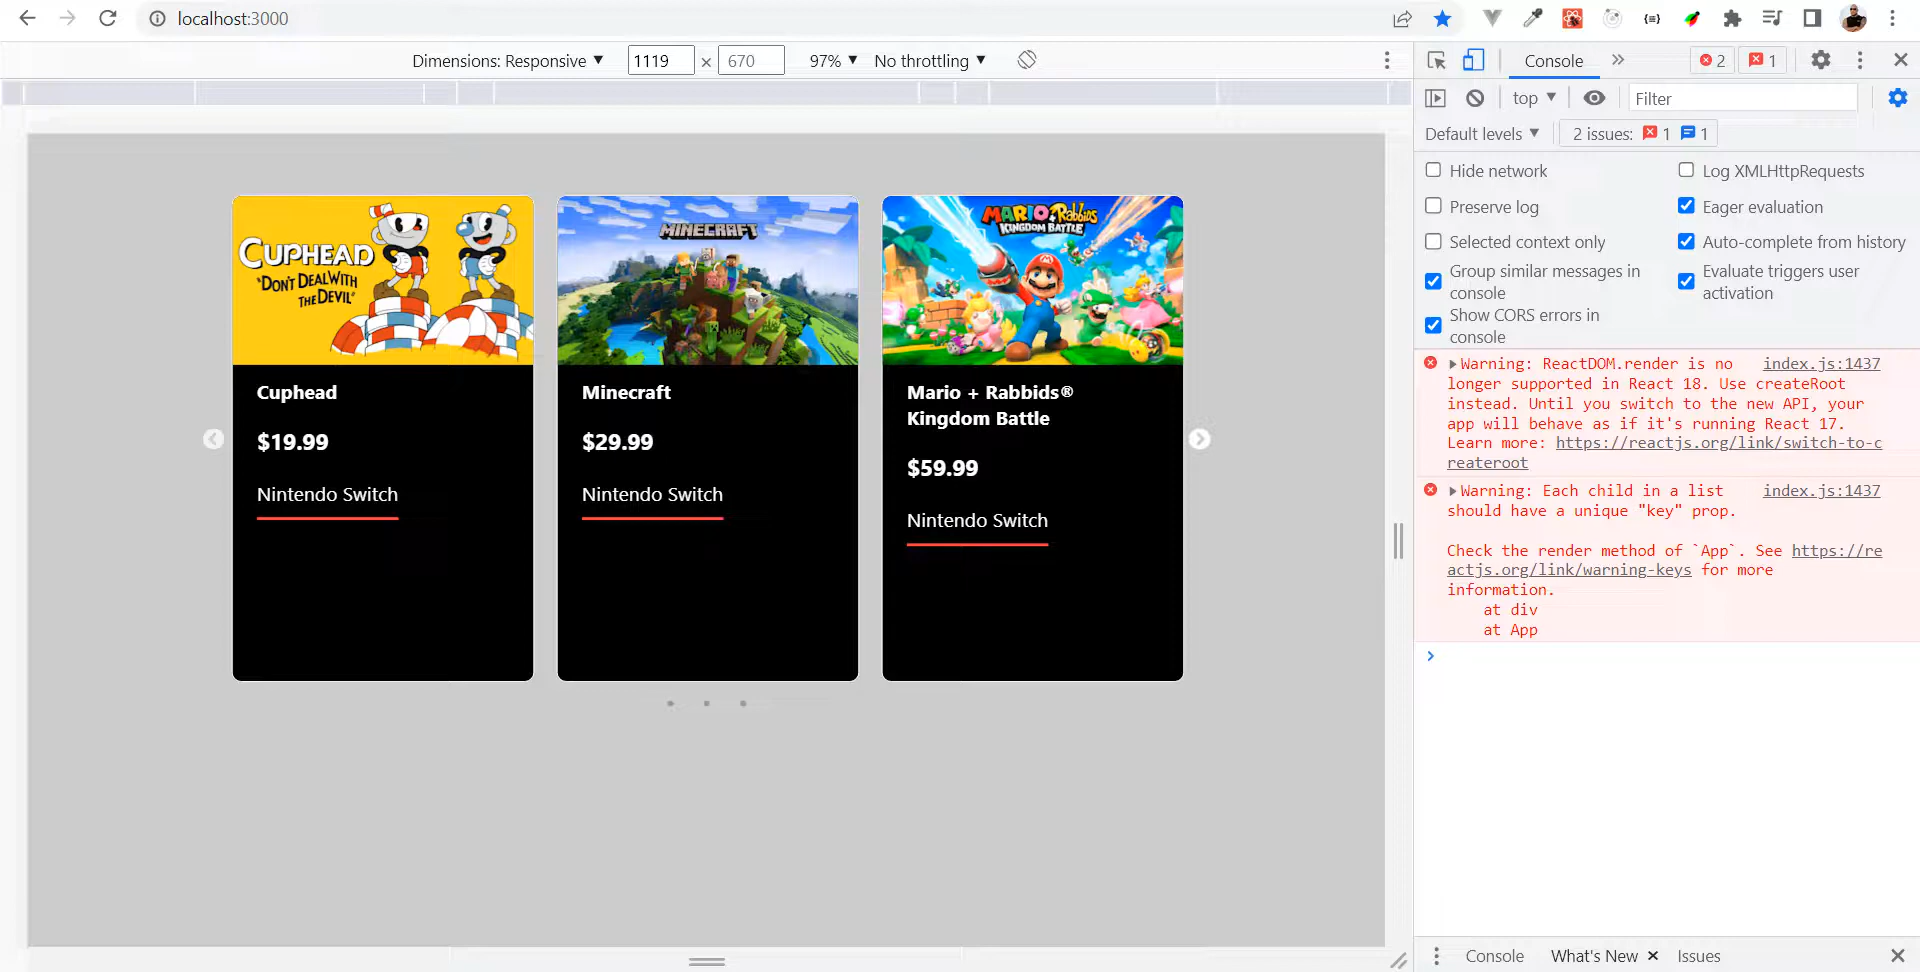 localhost:3000
Dimensions: Responsive ▼ 1119 × 670 97% ▼ No throttling ▼
Console » 2 1
top ▼ Filter
Default levels ▼ 2 issues: 1 1
Hide network Log XMLHttpRequests
Preserve log Eager evaluation
Selected context only Auto-complete from history
Group similar messages in
console
Evaluate triggers user
activation
Show CORS errors in
console
CUPHEAD
"DON'T DEAL WITH
THE DEVIL"
Cuphead
$19.99
Nintendo Switch
MINECRAFT
Minecraft
$29.99
Nintendo Switch
MARIO + Rabbids
KINGDOM BATTLE
Mario + Rabbids®
Kingdom Battle
$59.99
Nintendo Switch
Warning: ReactDOM.render is no index.js:1437
longer supported in React 18. Use createRoot
instead. Until you switch to the new API, your
app will behave as if it's running React 17.
Learn more: https://reactjs.org/link/switch-to-c
reateroot
Warning: Each child in a list index.js:1437
should have a unique "key" prop.
Check the render method of `App`. See https://re
actjs.org/link/warning-keys for more
information.
at div
at App
Console What's New × Issues